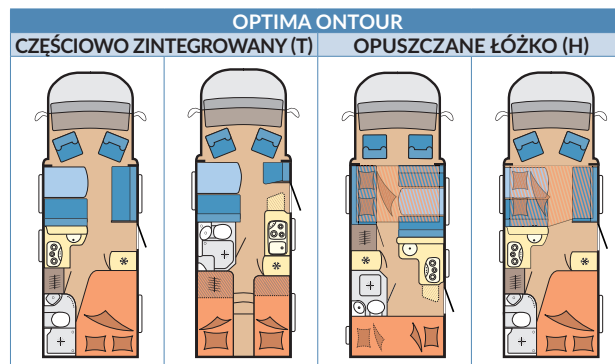 OPTIMA ONTOUR
CZĘŚCIOWO ZINTEGROWANY (T) OPUSZCZANE ŁÓŻKO (H)